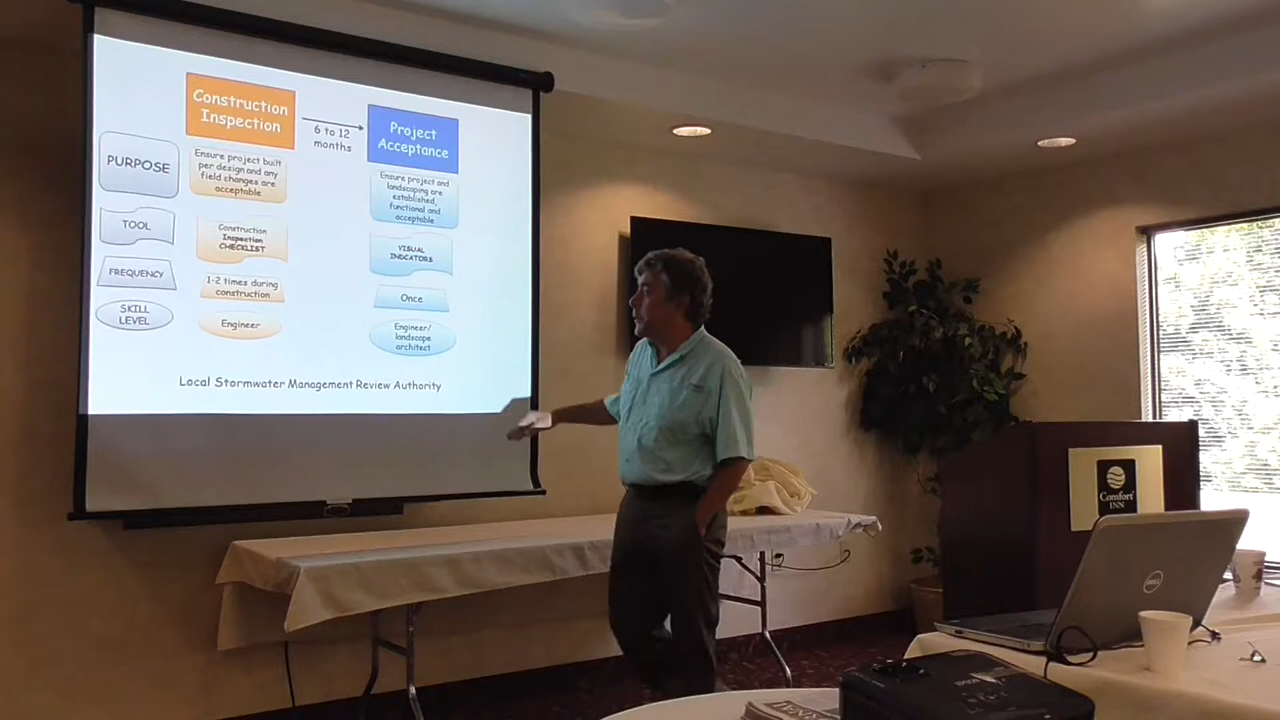 Construction
Inspection
6 to 12
months
Project
Acceptance
PURPOSE
Ensure project built
per design and any
field changes are
acceptable
Ensure project and
landscaping are
established,
functional and
acceptable
TOOL
Construction
Inspection
CHECKLIST
VISUAL
INDICATORS
FREQUENCY
1-2 times during
construction
Once
SKILL
LEVEL
Engineer
Engineer/
landscape
architect
Local Stormwater Management Review Authority
Comfort
INN
DELL
EPSON